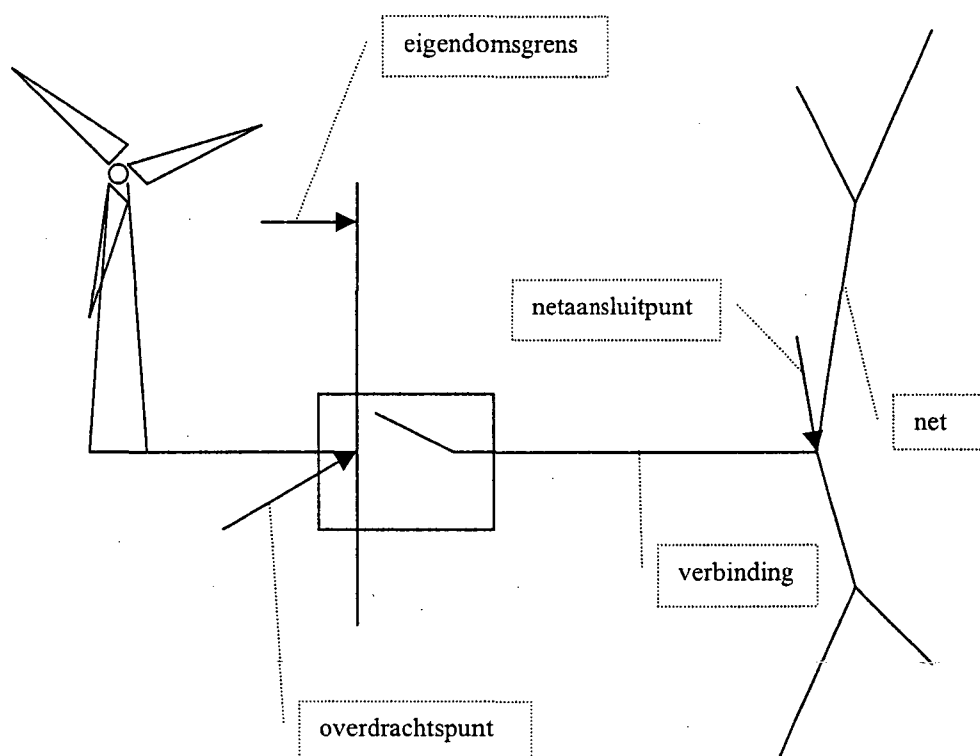 eigendomsgrens
netaansluitpunt
net
verbinding
overdrachtspunt